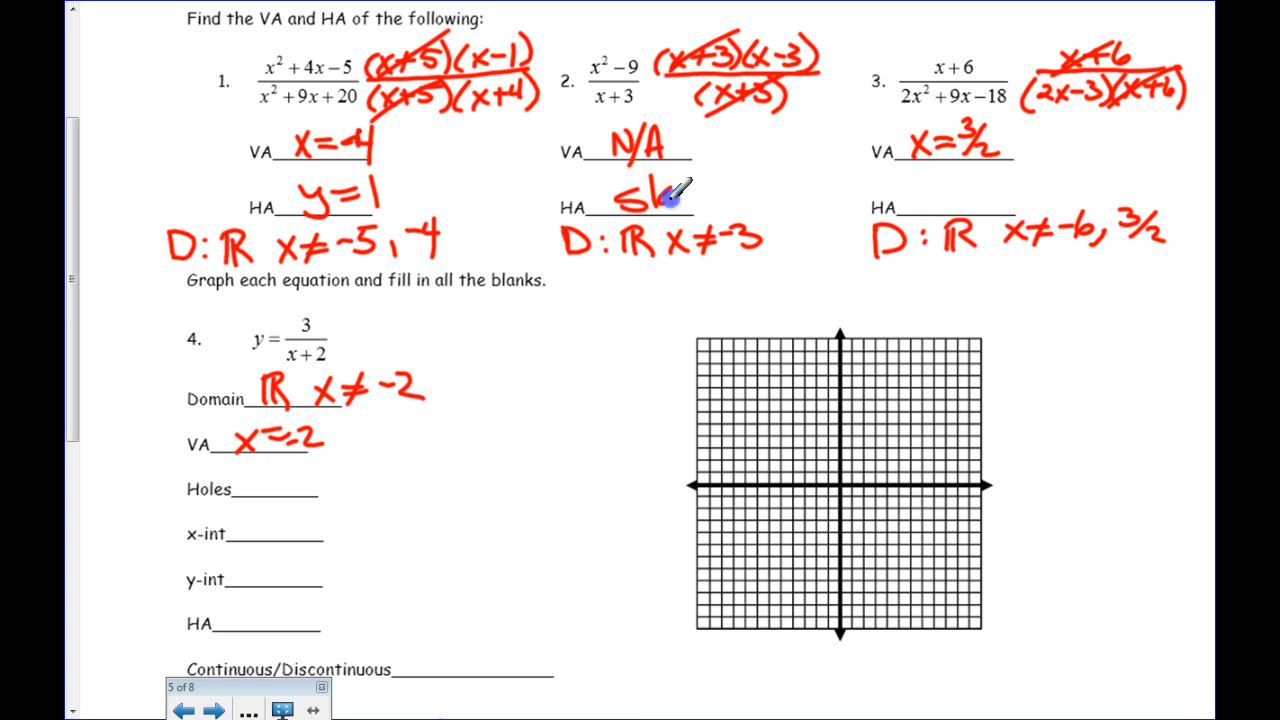 Find the VA and HA of the following:
1. x² + 4x − 5 / x² + 9x + 20 (x+5)(x−1) / (x+5)(x+4)
2. x² − 9 / x + 3 (x+3)(x−3) / (x+3)
3. x + 6 / 2x² + 9x − 18 x+6 / (2x−3)(x+6)
VA x = −4
VA N/A
VA x = 3/2
HA y = 1
HA sk
HA
D: ℝ x ≠ −5, −4
D: ℝ x ≠ −3
D: ℝ x ≠ −6, 3/2
Graph each equation and fill in all the blanks.
4. y = 3 / x + 2
Domain ℝ x ≠ −2
VA x = −2
Holes
x-int
y-int
HA
Continuous/Discontinuous
5 of 8